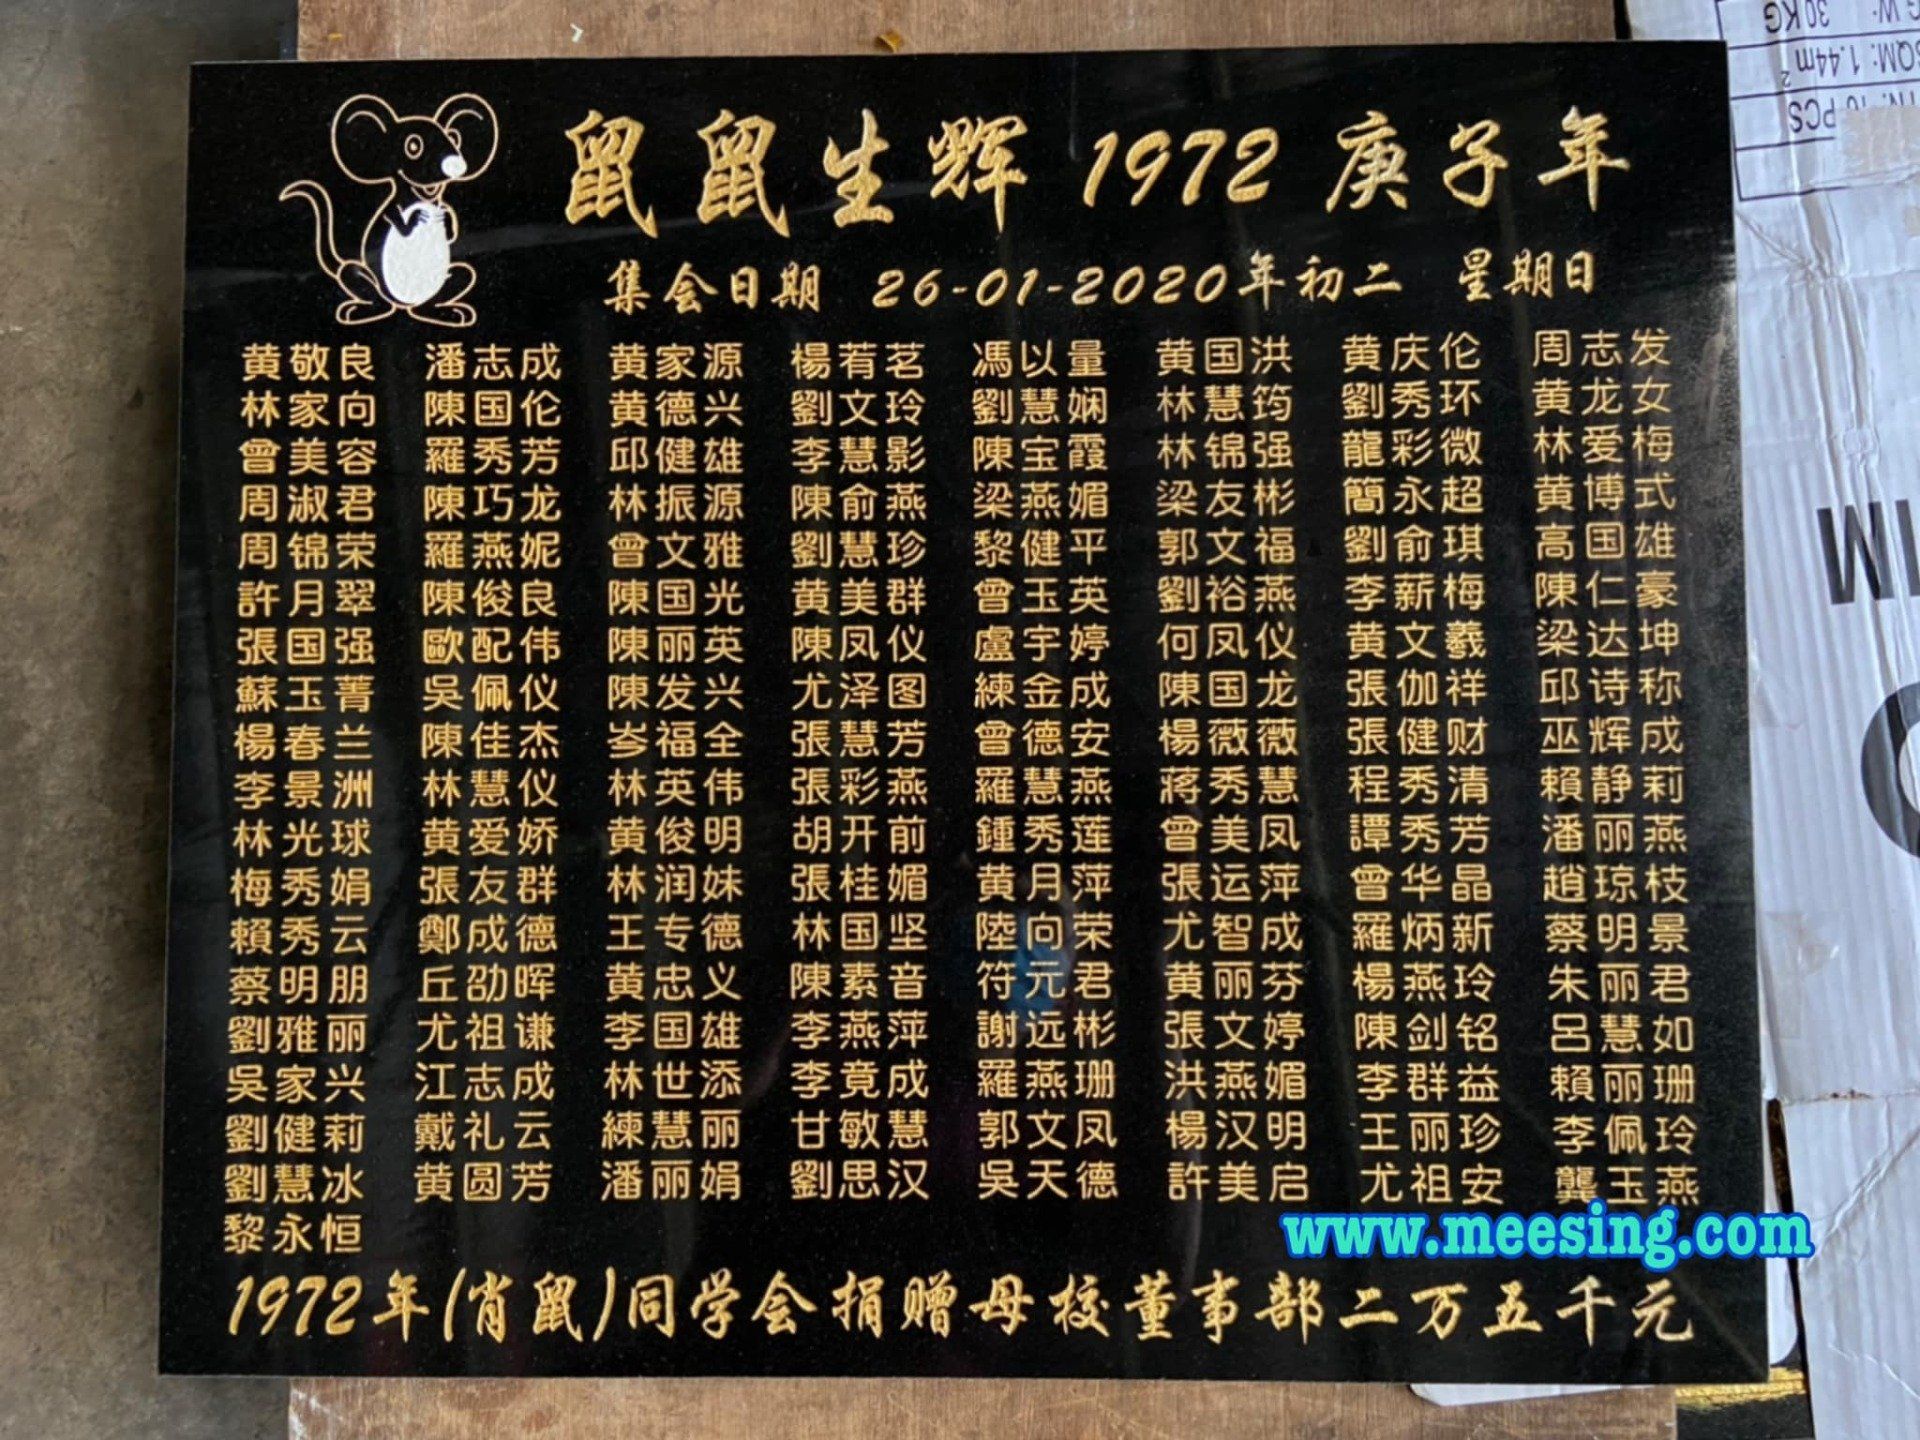 鼠鼠生辉 1972 庚子年
集会日期 26-01-2020年初二 星期日
黄敬良 潘志成 黄家源 楊若茗 馮以量 黄国洪 黄庆伦 周志发
林家向 陳国伦 黄德兴 劉文玲 劉慧娴 林慧筠 劉秀环 黄龙女
曾美容 羅秀芳 邱健雄 李慧影 陳宝霞 林锦强 龍彩微 林爱梅
周淑君 陳巧龙 林振源 陳俞燕 梁燕媚 梁友彬 簡永超 黄博式
周锦荣 羅燕妮 曾文雅 劉慧珍 黎健平 郭文福 劉俞琪 高国雄
許月翠 陳俊良 陳国光 黄美群 曾玉英 劉裕燕 李薪梅 陳仁豪
張国强 歐配伟 陳丽英 陳凤仪 盧宇婷 何凤仪 黄文羲 梁达坤
蘇玉菁 吳佩仪 陳发兴 尤泽图 練金成 陳国龙 張伽祥 邱诗称
楊春兰 陳佳杰 岑福全 張慧芳 曾德安 楊薇薇 張健财 巫辉成
李景洲 林慧仪 林英伟 張彩燕 羅慧燕 蔣秀慧 程秀清 賴静莉
林光球 黄爱娇 黄俊明 胡开前 鍾秀莲 曾美凤 譚秀芳 潘丽燕
梅秀娟 張友群 林润妹 張桂媚 黄月萍 張运萍 曾华晶 趙琼枝
賴秀云 鄭成德 王专德 林国坚 陸向荣 尤智成 羅炳新 蔡明景
蔡明朋 丘劭晖 黄忠义 陳素音 符元君 黄丽芬 楊燕玲 朱丽君
劉雅丽 尤祖谦 李国雄 李燕萍 謝远彬 張文婷 陳剑铭 呂慧如
吳家兴 江志成 林世添 李竟成 羅燕珊 洪燕媚 李群益 賴丽珊
劉健莉 戴礼云 練慧丽 甘敏慧 郭文凤 楊汉明 王丽珍 李佩玲
劉慧冰 黄圆芳 潘丽娟 劉思汉 吳天德 許美启 尤祖安 龔玉燕
黎永恒
www.meesing.com
1972年(肖鼠)同学会捐赠母校董事部二万五千元
G W: 30KG
SQM: 1.44m²
PCS